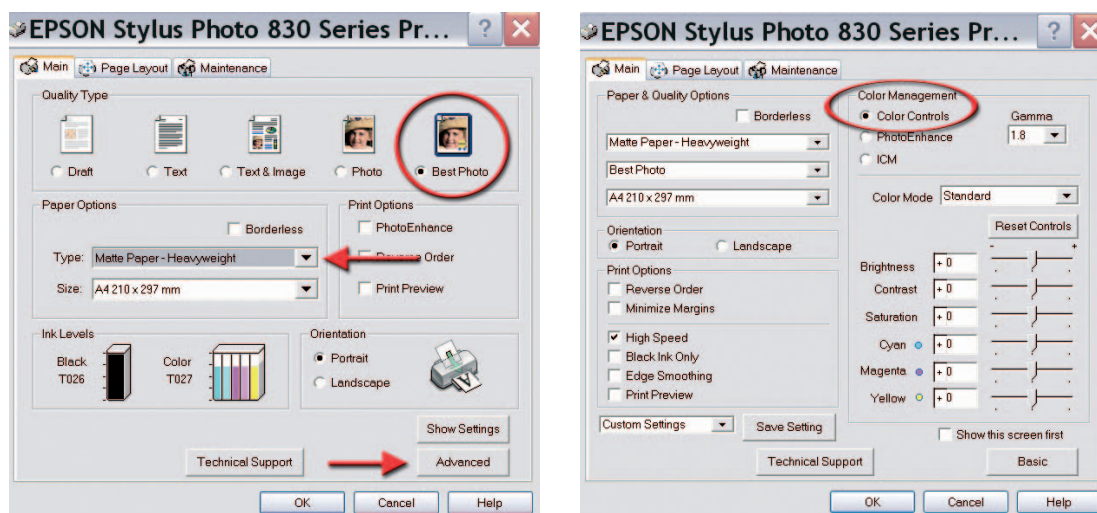 EPSON Stylus Photo 830 Series Pr...
Main Page Layout Maintenance
Quality Type
Draft Text Text & Image Photo Best Photo
Paper Options
Borderless
Type: Matte Paper - Heavyweight
Size: A4 210 x 297 mm
Print Options
PhotoEnhance
Reverse Order
Print Preview
Ink Levels
Black Color
T026 T027
Orientation
Portrait
Landscape
Show Settings
Technical Support Advanced
OK Cancel Help
EPSON Stylus Photo 830 Series Pr...
Main Page Layout Maintenance
Paper & Quality Options
Borderless
Matte Paper - Heavyweight
Best Photo
A4 210 x 297 mm
Orientation
Portrait Landscape
Print Options
Reverse Order
Minimize Margins
High Speed
Black Ink Only
Edge Smoothing
Print Preview
Custom Settings Save Setting
Color Management
Color Controls Gamma
PhotoEnhance 1.8
ICM
Color Mode Standard
Reset Controls
- +
Brightness + 0
Contrast + 0
Saturation + 0
Cyan + 0
Magenta + 0
Yellow + 0
Show this screen first
Technical Support Basic
OK Cancel Help